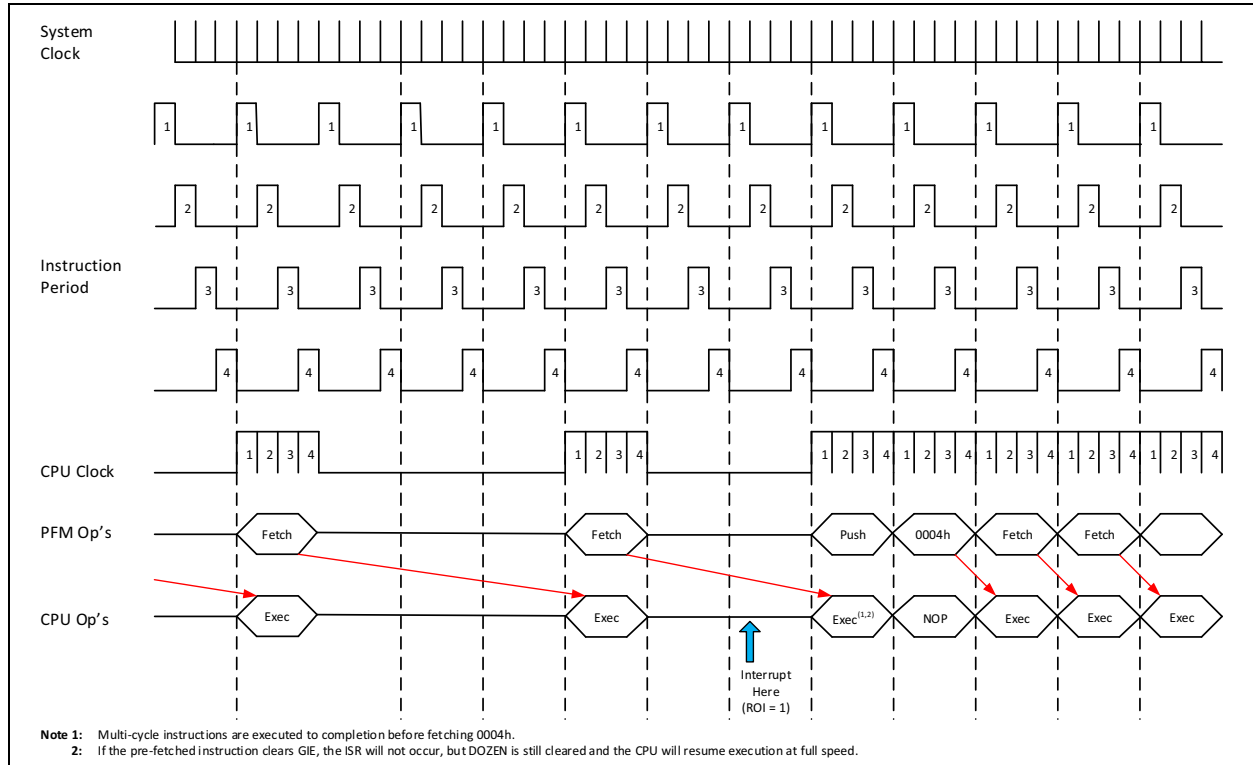 System
Clock
1 1 1 1 1 1 1 1 1 1 1 1 1
2 2 2 2 2 2 2 2 2 2 2 2 2
Instruction
Period
3 3 3 3 3 3 3 3 3 3 3 3 3
4 4 4 4 4 4 4 4 4 4 4 4 4
CPU Clock
1 2 3 4 1 2 3 4 1 2 3 4 1 2 3 4 1 2 3 4 1 2 3 4 1 2 3 4
PFM Op's
Fetch Fetch Push 0004h Fetch Fetch
CPU Op's
Exec Exec Exec(1,2) NOP Exec Exec Exec
Interrupt
Here
(ROI = 1)
Note 1: Multi-cycle instructions are executed to completion before fetching 0004h.
2: If the pre-fetched instruction clears GIE, the ISR will not occur, but DOZEN is still cleared and the CPU will resume execution at full speed.